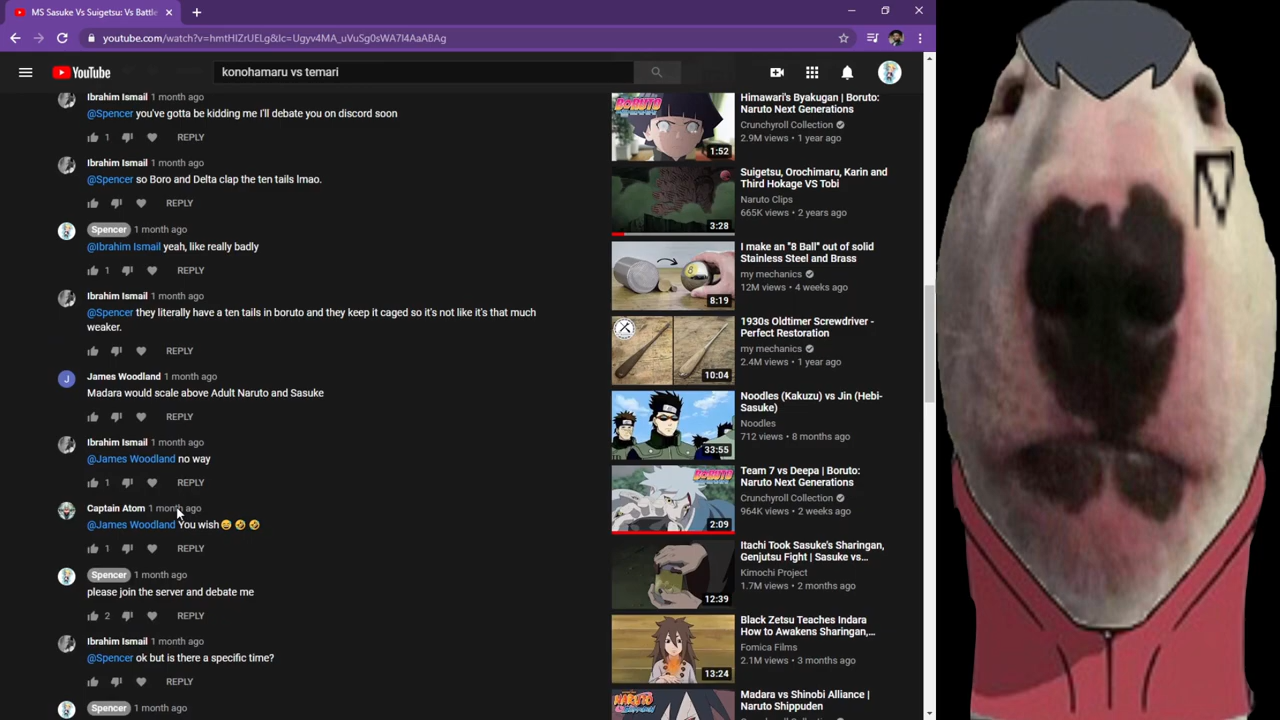 MS Sasuke Vs Suigetsu: Vs Battle
youtube.com/watch?v=hmtHIZrUELg&lc=Ugyv4MA_uVuSg0sWA7l4AaABAg
YouTube
konohamaru vs temari
Ibrahim Ismail 1 month ago
@Spencer you've gotta be kidding me I'll debate you on discord soon
1 REPLY
Ibrahim Ismail 1 month ago
@Spencer so Boro and Delta clap the ten tails lmao.
REPLY
Spencer 1 month ago
@Ibrahim Ismail yeah, like really badly
1 REPLY
Ibrahim Ismail 1 month ago
@Spencer they literally have a ten tails in boruto and they keep it caged so it's not like it's that much
weaker.
REPLY
J
James Woodland 1 month ago
Madara would scale above Adult Naruto and Sasuke
REPLY
Ibrahim Ismail 1 month ago
@James Woodland no way
1 REPLY
Captain Atom 1 month ago
@James Woodland You wish😅 🤣 🤣
1 REPLY
Spencer 1 month ago
please join the server and debate me
2 REPLY
Ibrahim Ismail 1 month ago
@Spencer ok but is there a specific time?
REPLY
Spencer 1 month ago
BORUTO
1:52
Himawari's Byakugan | Boruto:
Naruto Next Generations
Crunchyroll Collection
2.9M views • 1 year ago
3:28
Suigetsu, Orochimaru, Karin and
Third Hokage VS Tobi
Naruto Clips
665K views • 2 years ago
8
8:19
I make an "8 Ball" out of solid
Stainless Steel and Brass
my mechanics
12M views • 4 weeks ago
10:04
1930s Oldtimer Screwdriver -
Perfect Restoration
my mechanics
2.4M views • 1 year ago
33:55
Noodles (Kakuzu) vs Jin (Hebi-
Sasuke)
Noodles
712 views • 8 months ago
BORUTO
2:09
Team 7 vs Deepa | Boruto:
Naruto Next Generations
Crunchyroll Collection
964K views • 2 weeks ago
12:39
Itachi Took Sasuke's Sharingan,
Genjutsu Fight | Sasuke vs...
Kimochi Project
1.7M views • 2 months ago
13:24
Black Zetsu Teaches Indara
How to Awakens Sharingan,...
Fomica Films
2.1M views • 3 months ago
NARUTO
Madara vs Shinobi Alliance |
Naruto Shippuden